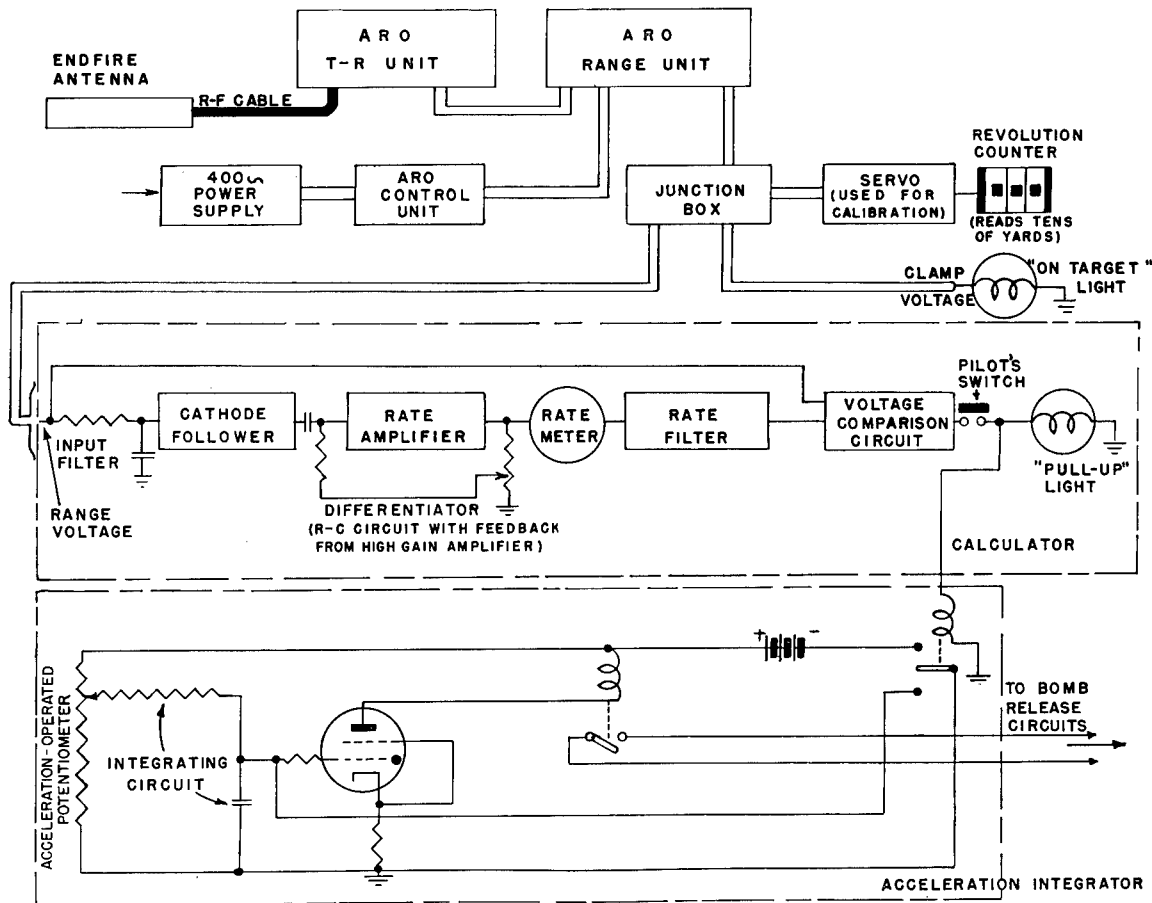 ARO
T-R UNIT
ARO
RANGE UNIT
ENDFIRE
ANTENNA
R-F CABLE
400~
POWER
SUPPLY
ARO
CONTROL
UNIT
JUNCTION
BOX
SERVO
(USED FOR
CALIBRATION)
REVOLUTION
COUNTER
(READS TENS
OF YARDS)
CLAMP
VOLTAGE
"ON TARGET"
LIGHT
INPUT
FILTER
RANGE
VOLTAGE
CATHODE
FOLLOWER
RATE
AMPLIFIER
RATE
METER
RATE
FILTER
VOLTAGE
COMPARISON
CIRCUIT
PILOT'S
SWITCH
"PULL-UP"
LIGHT
DIFFERENTIATOR
(R-C CIRCUIT WITH FEEDBACK
FROM HIGH GAIN AMPLIFIER)
CALCULATOR
ACCELERATION-OPERATED
POTENTIOMETER
INTEGRATING
CIRCUIT
+ -
TO BOMB
RELEASE
CIRCUITS
ACCELERATION INTEGRATOR